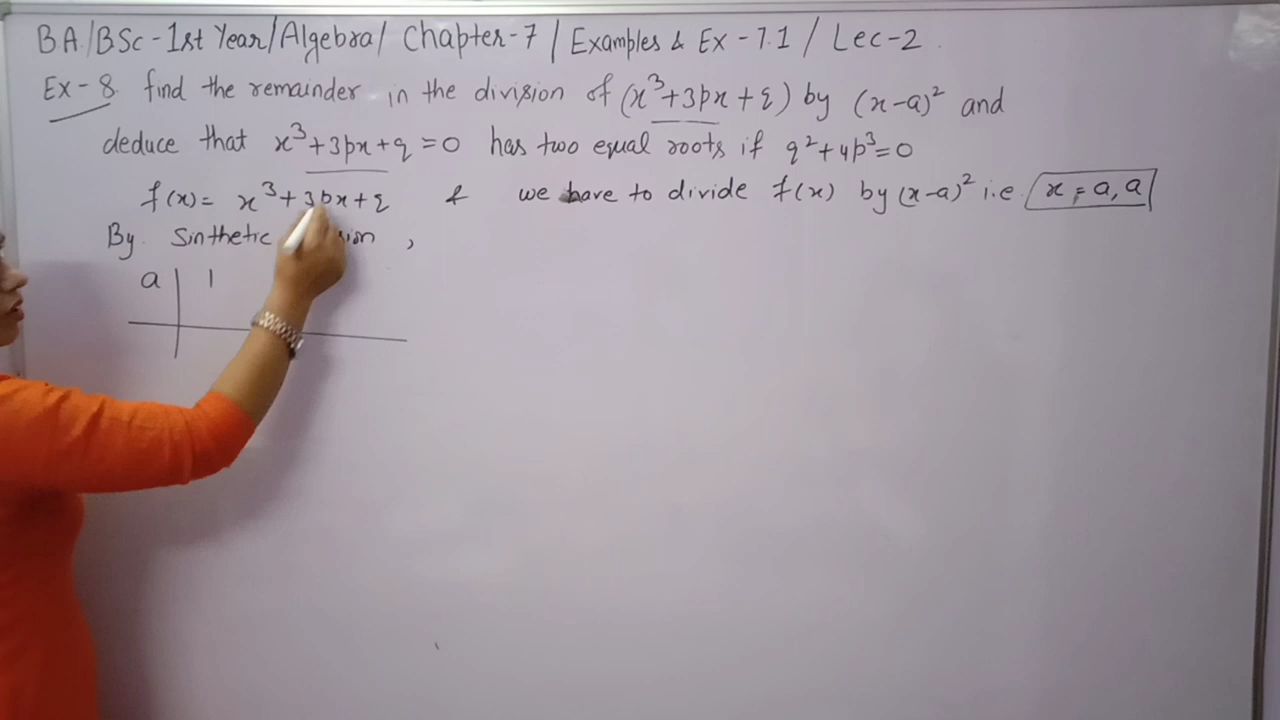 BA/BSc - 1st Year/Algebra/ Chapter-7 / Examples & Ex - 7.1 / Lec-2
Ex - 8. find the remainder in the division of (x³+3px+q) by (x-a)² and
deduce that x³+3px+q=0 has two equal roots if q²+4p³=0
f(x)= x³+3px+q & we have to divide f(x) by (x-a)² i.e. x = a, a
By Sinthetic ,
a 1